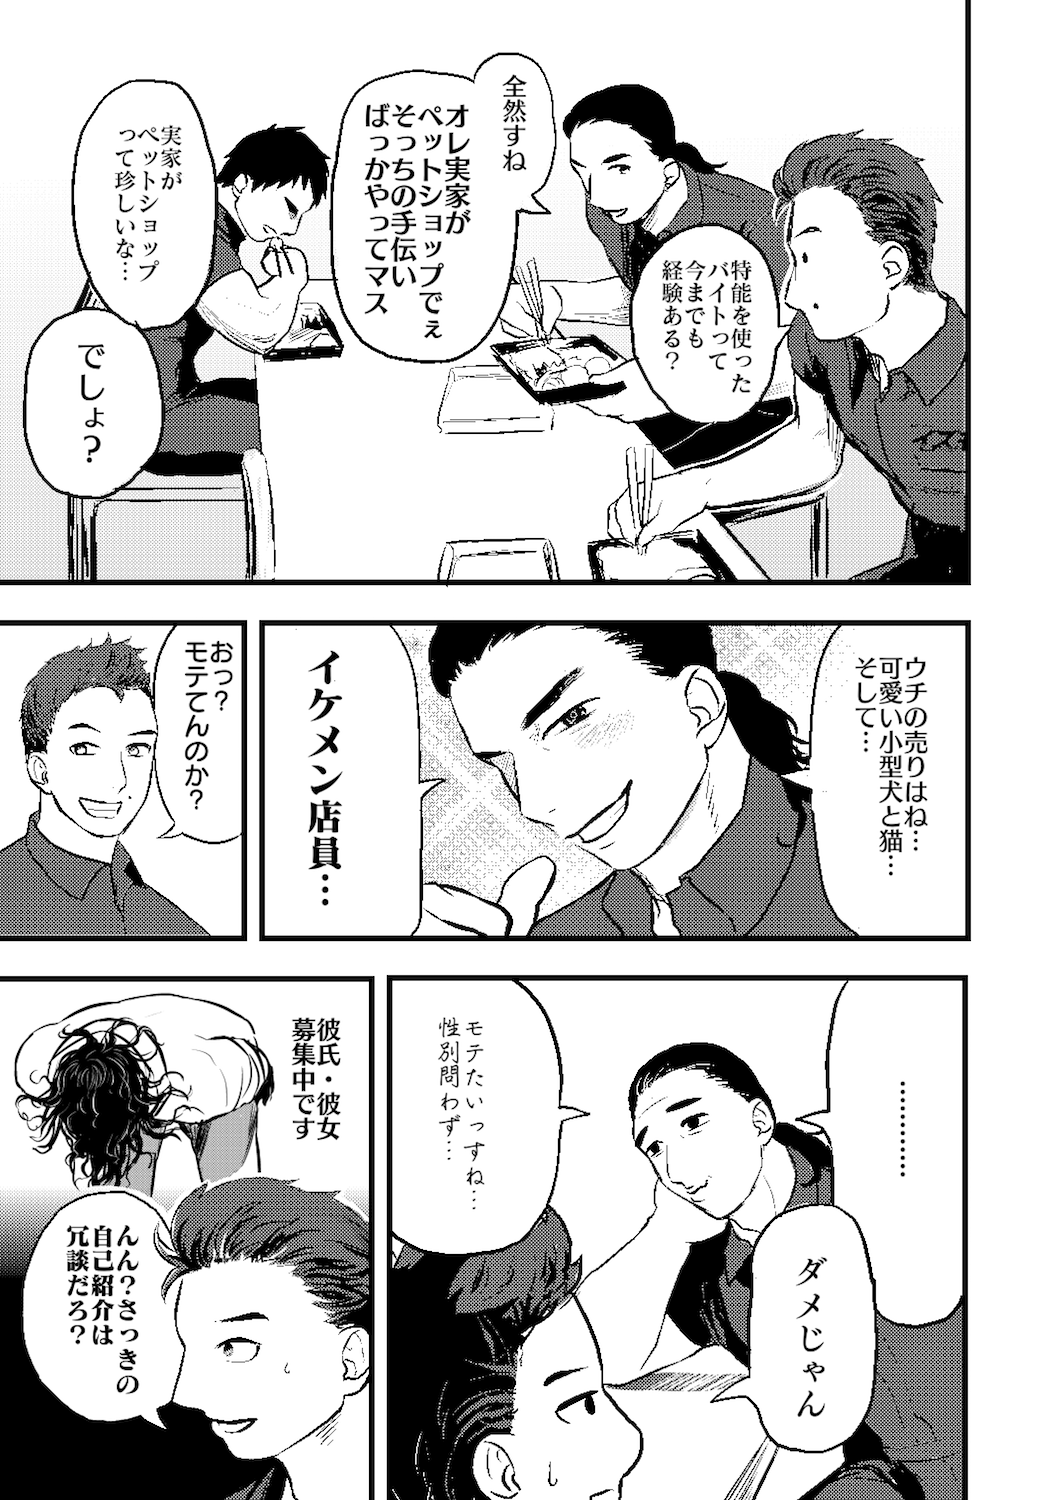 特能を使った
バイトって
今までも
経験ある？
全然すね
オレ実家が
ペットショップでぇ
そっちの手伝い
ばっかやってマス
実家が
ペットショップ
って珍しいな…
でしょ？
ウチの売りはね…
可愛い小型犬と猫…
そして…
イケメン店員…
おっ？
モテてんのか？
…………
モテたいっすね…
性別問わず…
ダメじゃん
彼氏・彼女
募集中です
んん？さっきの
自己紹介は
冗談だろ？